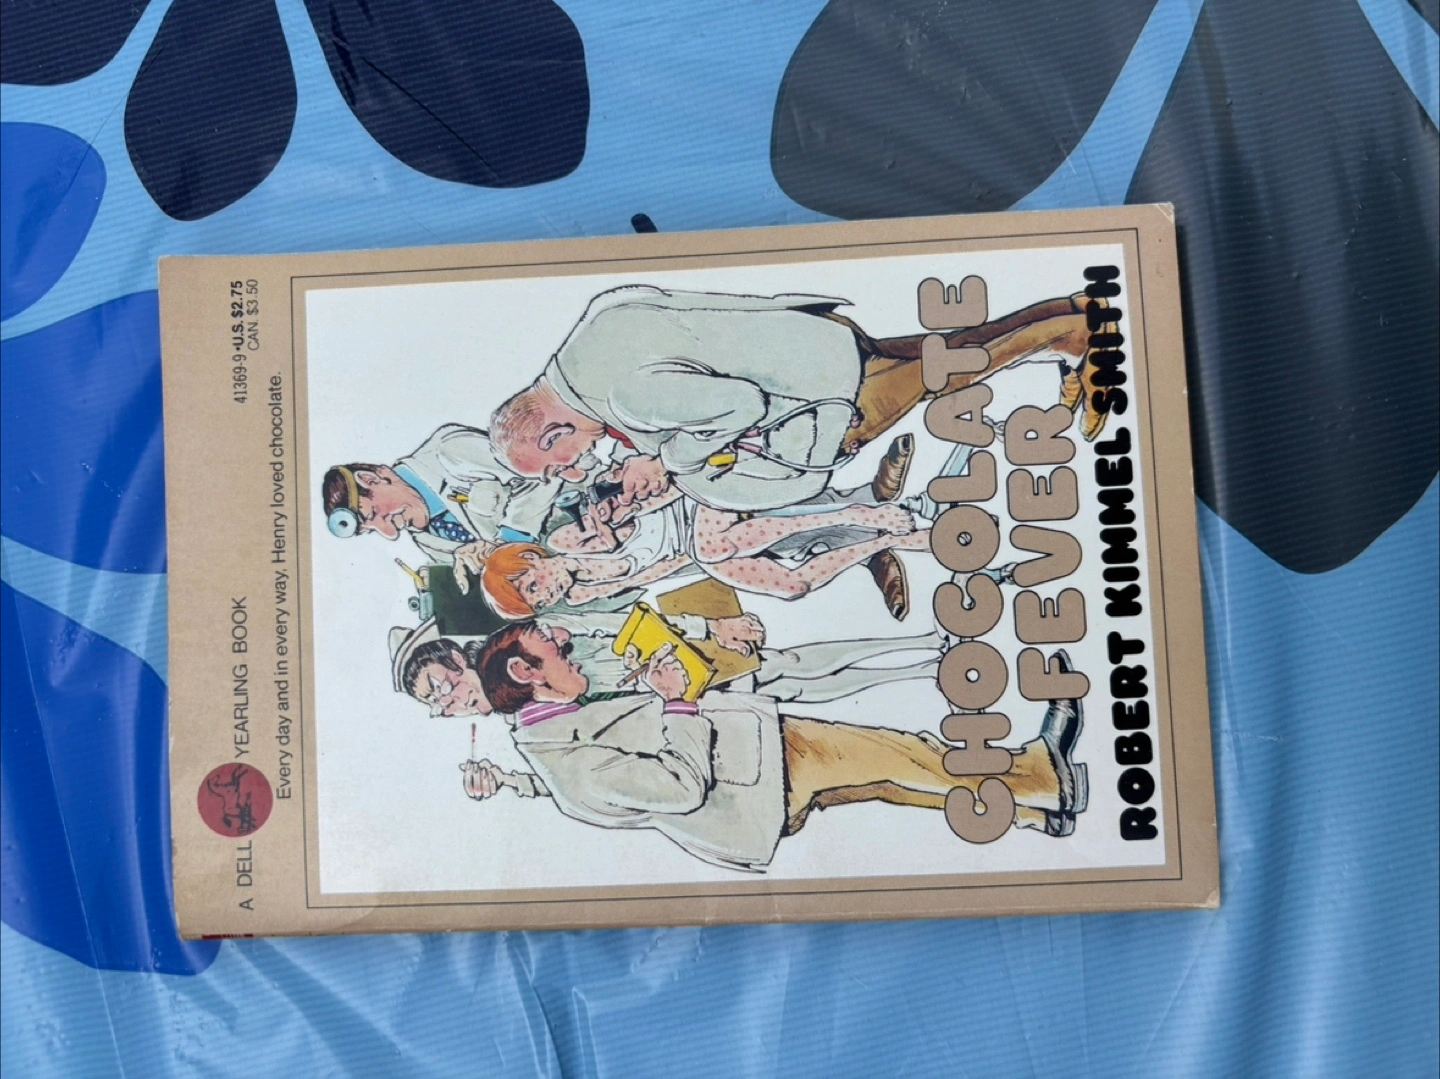 A DELL YEARLING BOOK
41369-9 • U.S. $2.75
CAN. $3.50
Every day and in every way, Henry loved chocolate.
CHOCOLATE
FEVER
ROBERT KIMMEL SMITH